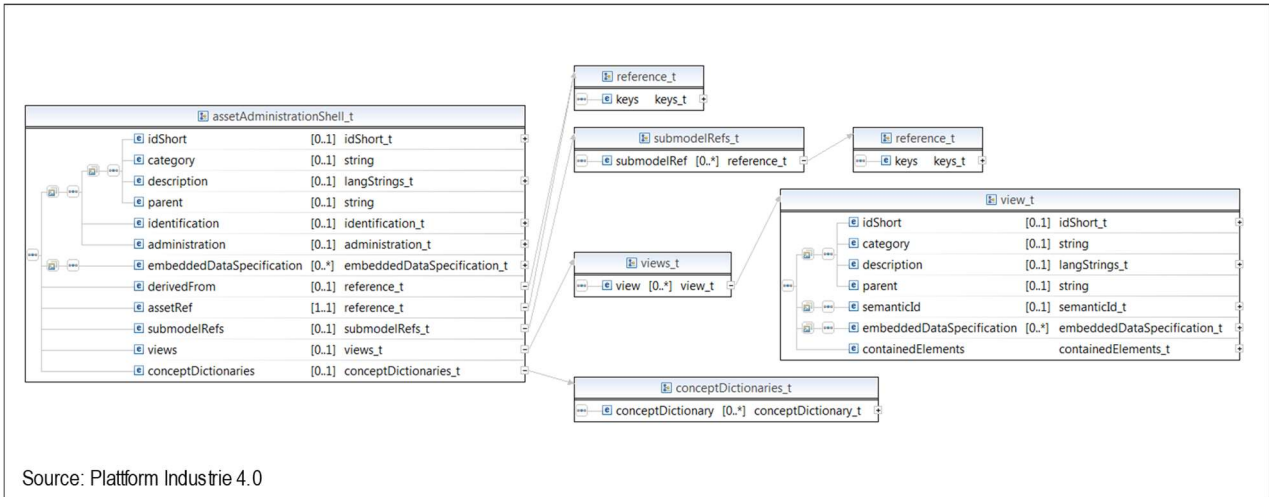 assetAdministrationShell_t
idShort [0..1] idShort_t
category [0..1] string
description [0..1] langStrings_t
parent [0..1] string
identification [0..1] identification_t
administration [0..1] administration_t
embeddedDataSpecification [0..*] embeddedDataSpecification_t
derivedFrom [0..1] reference_t
assetRef [1..1] reference_t
submodelRefs [0..1] submodelRefs_t
views [0..1] views_t
conceptDictionaries [0..1] conceptDictionaries_t
reference_t
keys keys_t
submodelRefs_t
submodelRef [0..*] reference_t
reference_t
keys keys_t
views_t
view [0..*] view_t
view_t
idShort [0..1] idShort_t
category [0..1] string
description [0..1] langStrings_t
parent [0..1] string
semanticId [0..1] semanticId_t
embeddedDataSpecification [0..*] embeddedDataSpecification_t
containedElements containedElements_t
conceptDictionaries_t
conceptDictionary [0..*] conceptDictionary_t
Source: Plattform Industrie 4.0